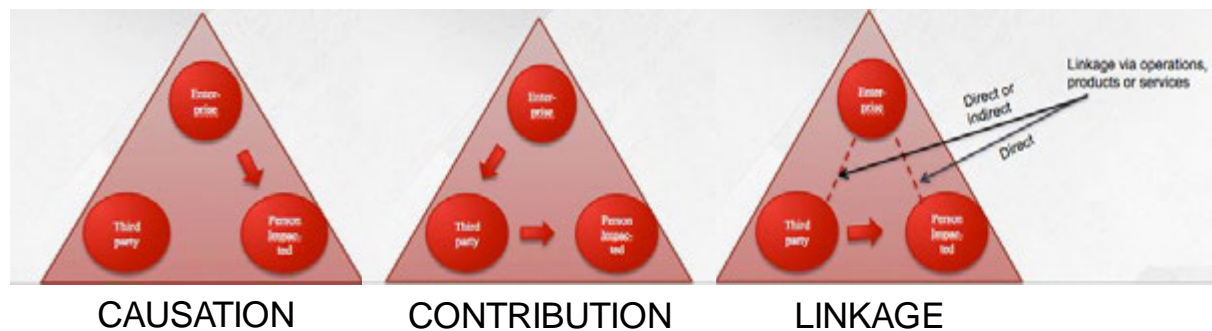 Enter-
prise
Third
party
Person
Impac-
ted
CAUSATION
Enter-
prise
Third
party
Person
Impac-
ted
CONTRIBUTION
Enter-
prise
Third
party
Person
Impac-
ted
Direct or
indirect
Direct
Linkage via operations,
products or services
LINKAGE